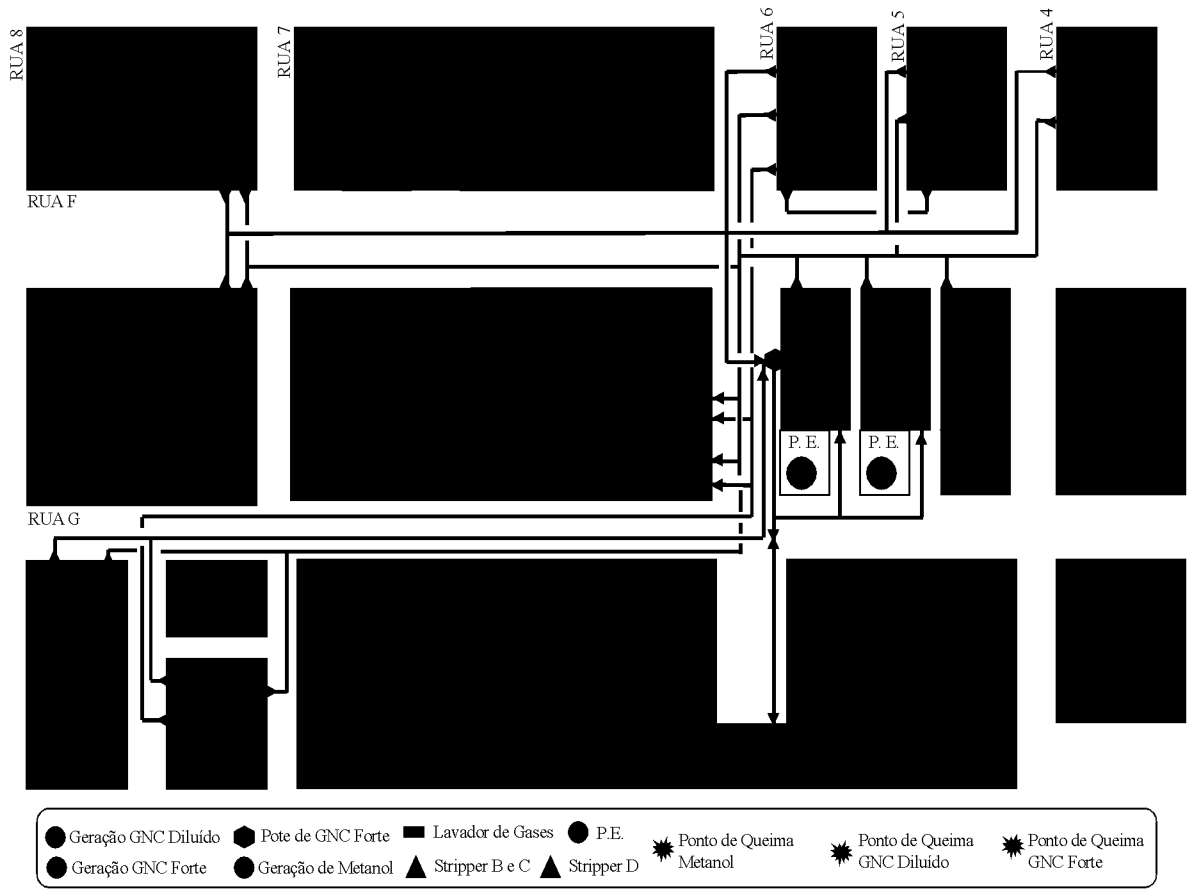 RUA 8
RUA 7
RUA 6
RUA 5
RUA 4
RUA F
P. E.
P. E.
RUA G
Geração GNC Diluído
Pote de GNC Forte
Lavador de Gases
P.E.
Ponto de Queima
Metanol
Ponto de Queima
GNC Diluído
Ponto de Queima
GNC Forte
Geração GNC Forte
Geração de Metanol
Stripper B e C
Stripper D